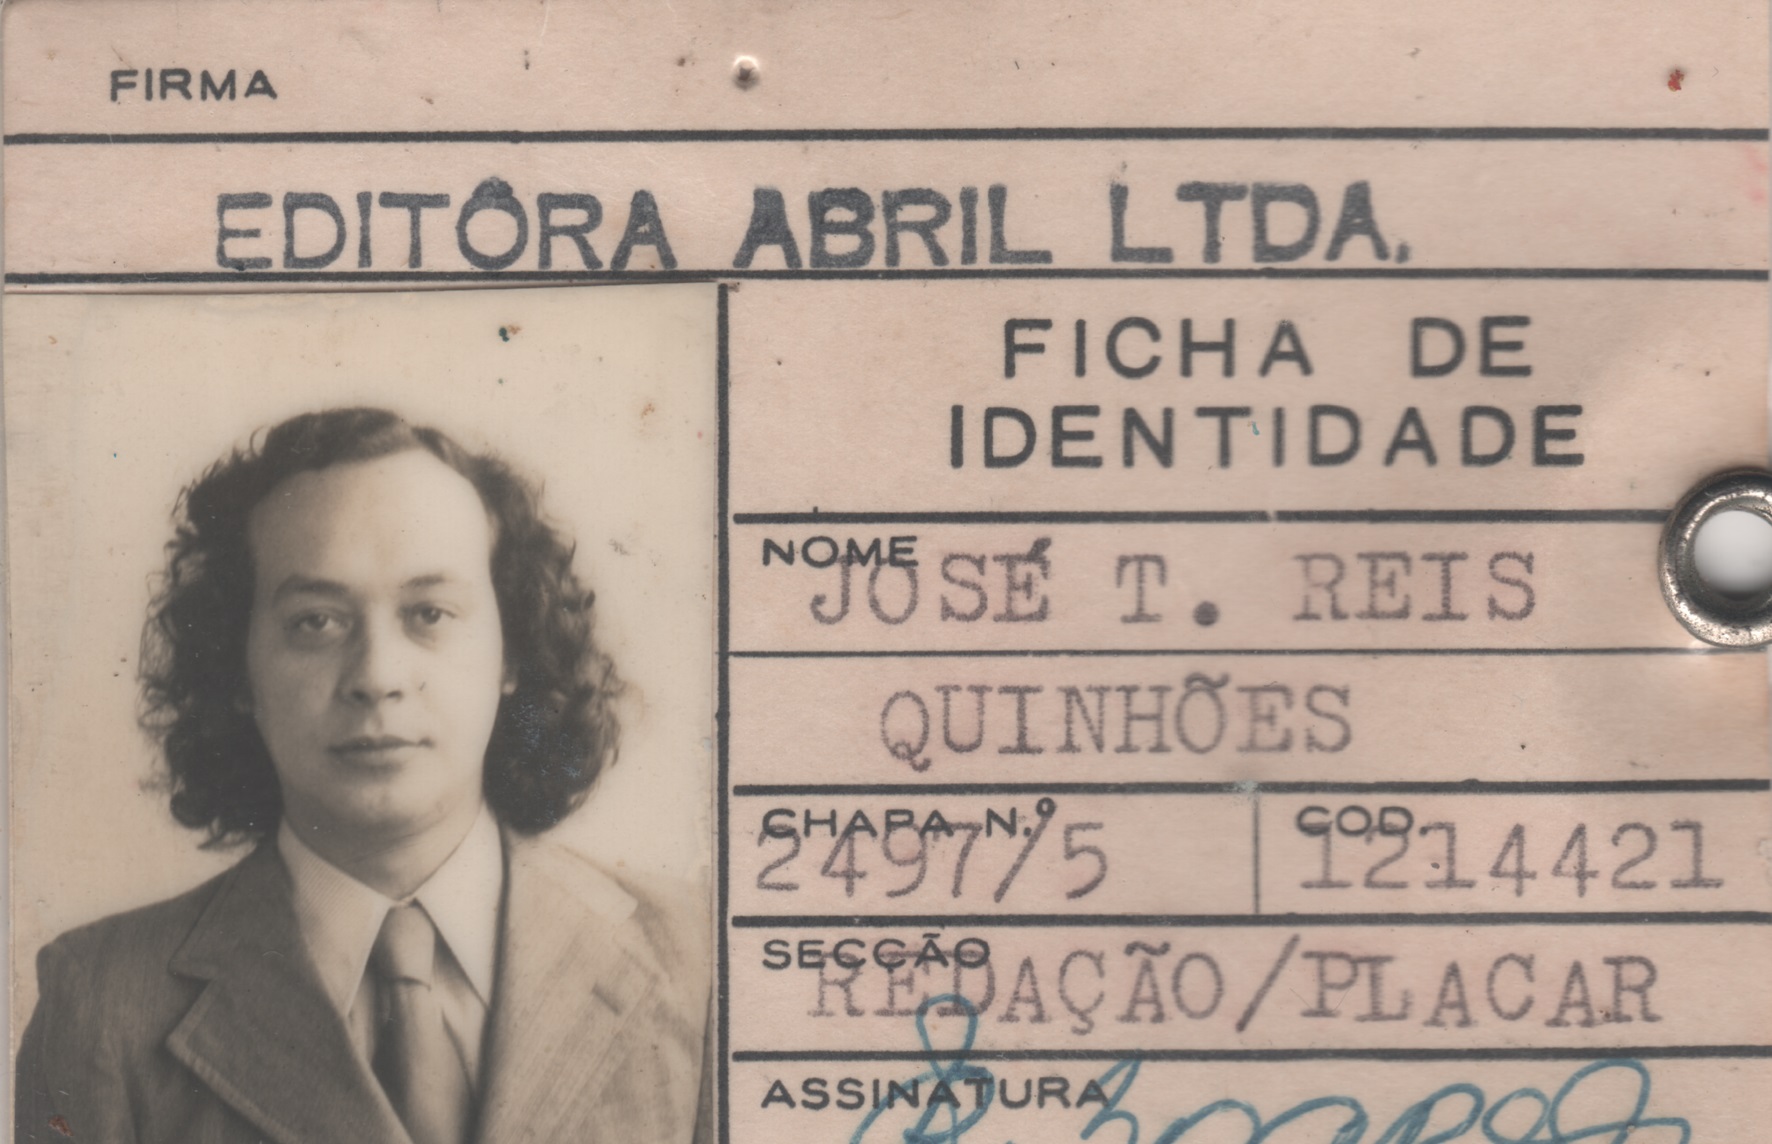 FIRMA
EDITÔRA ABRIL LTDA.
FICHA DE
IDENTIDADE
NOME
JOSÉ T. REIS
QUINHÕES
CHAPA N.º
2497/5
COD.
1214421
SECCÃO
REDAÇÃO/PLACAR
ASSINATURA